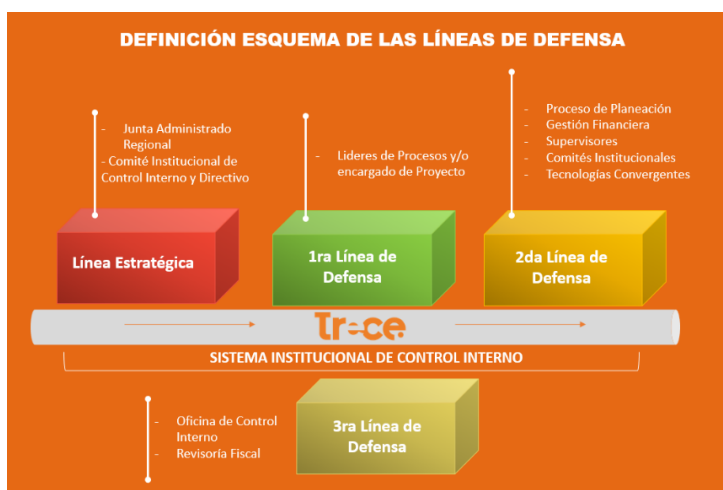 DEFINICIÓN ESQUEMA DE LAS LÍNEAS DE DEFENSA
- Junta Administrado
Regional
- Comité Institucional de
Control Interno y Directivo
- Lideres de Procesos y/o
encargado de Proyecto
- Proceso de Planeación
- Gestión Financiera
- Supervisores
- Comités Institucionales
- Tecnologías Convergentes
Línea Estratégica
1ra Línea de
Defensa
2da Línea de
Defensa
trece
SISTEMA INSTITUCIONAL DE CONTROL INTERNO
- Oficina de Control
Interno
- Revisoría Fiscal
3ra Línea de
Defensa